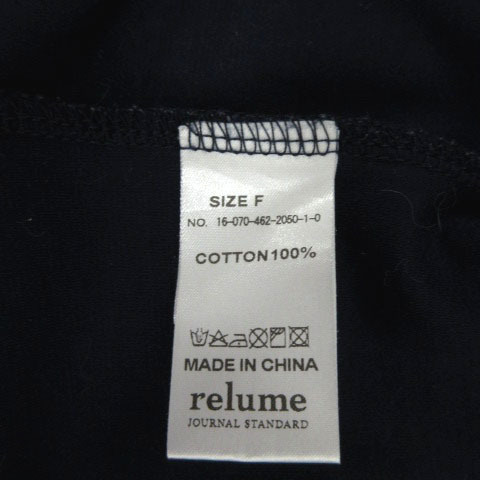 SIZE F
NO. 16-070-462-2050-1-0
COTTON100%
MADE IN CHINA
relume
JOURNAL STANDARD